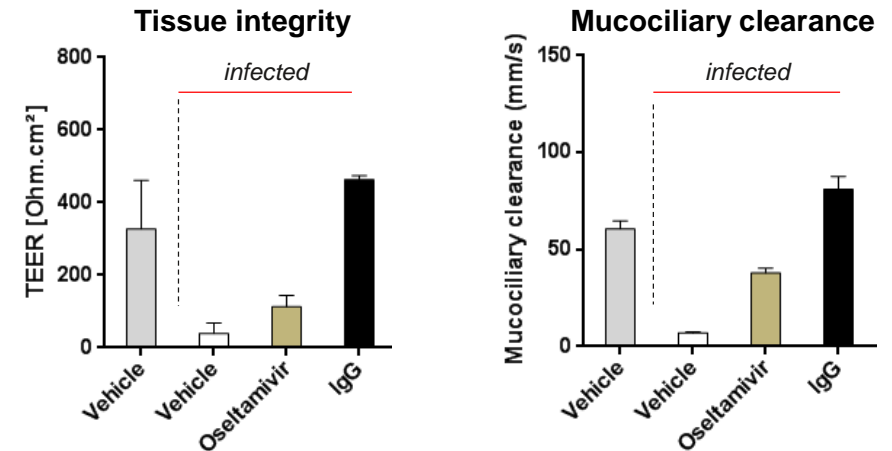 Tissue integrity
infected
TEER [Ohm.cm²]
800
600
400
200
0
Vehicle
Vehicle
Oseltamivir
IgG
Mucociliary clearance
infected
Mucociliary clearance (mm/s)
150
100
50
0
Vehicle
Vehicle
Oseltamivir
IgG